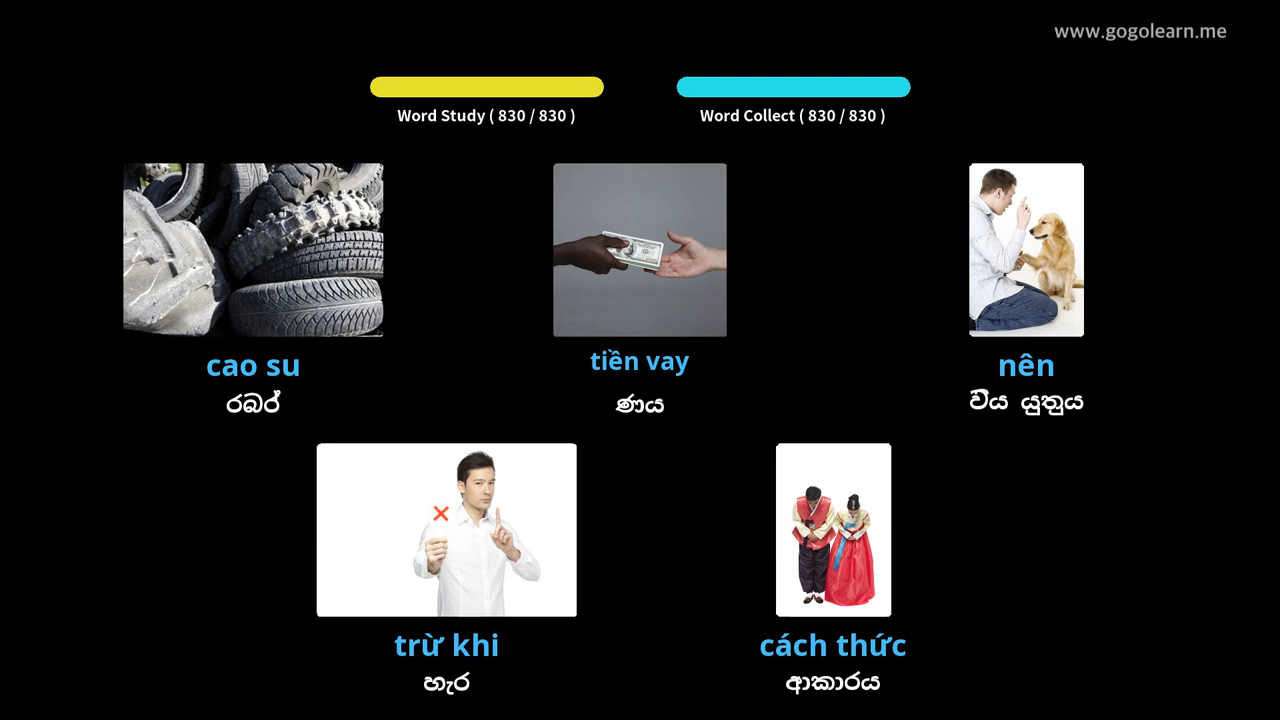 www.gogolearn.me
Word Study ( 830 / 830 )
Word Collect ( 830 / 830 )
cao su
රබර්
tiền vay
ණය
nên
විය යුතුය
trừ khi
හැර
cách thức
ආකාරය